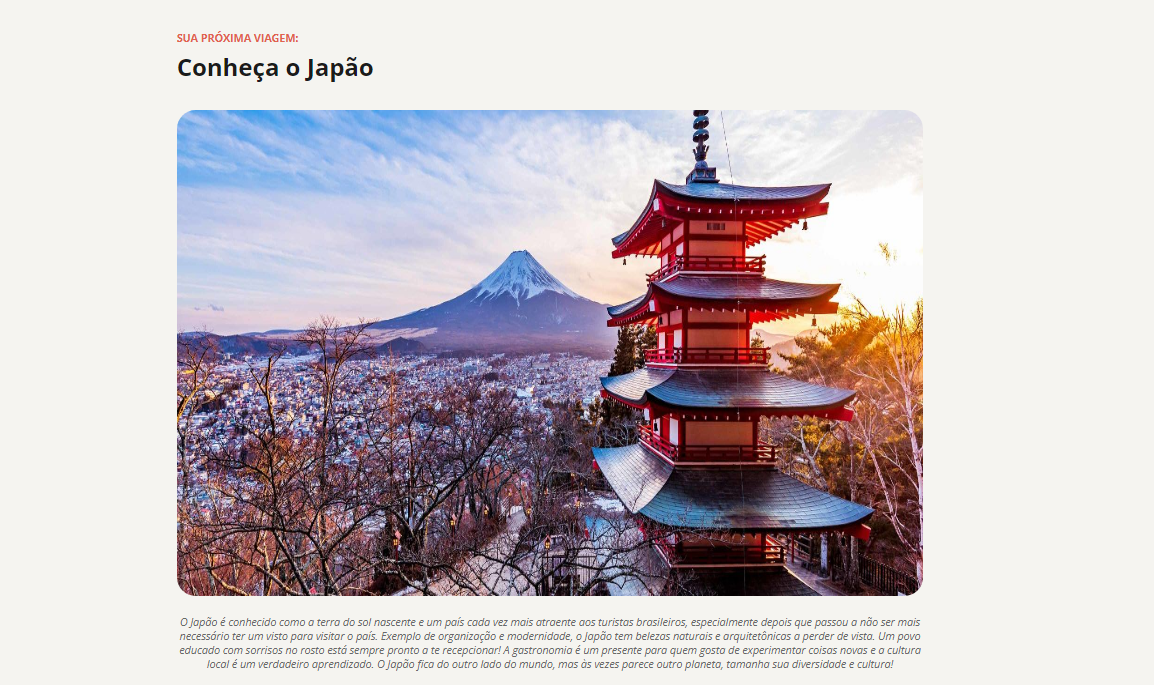 SUA PRÓXIMA VIAGEM:
Conheça o Japão
O Japão é conhecido como a terra do sol nascente e um país cada vez mais atraente aos turistas brasileiros, especialmente depois que passou a não ser mais
necessário ter um visto para visitar o país. Exemplo de organização e modernidade, o Japão tem belezas naturais e arquitetônicas a perder de vista. Um povo
educado com sorrisos no rosto está sempre pronto a te recepcionar! A gastronomia é um presente para quem gosta de experimentar coisas novas e a cultura
local é um verdadeiro aprendizado. O Japão fica do outro lado do mundo, mas às vezes parece outro planeta, tamanha sua diversidade e cultura!